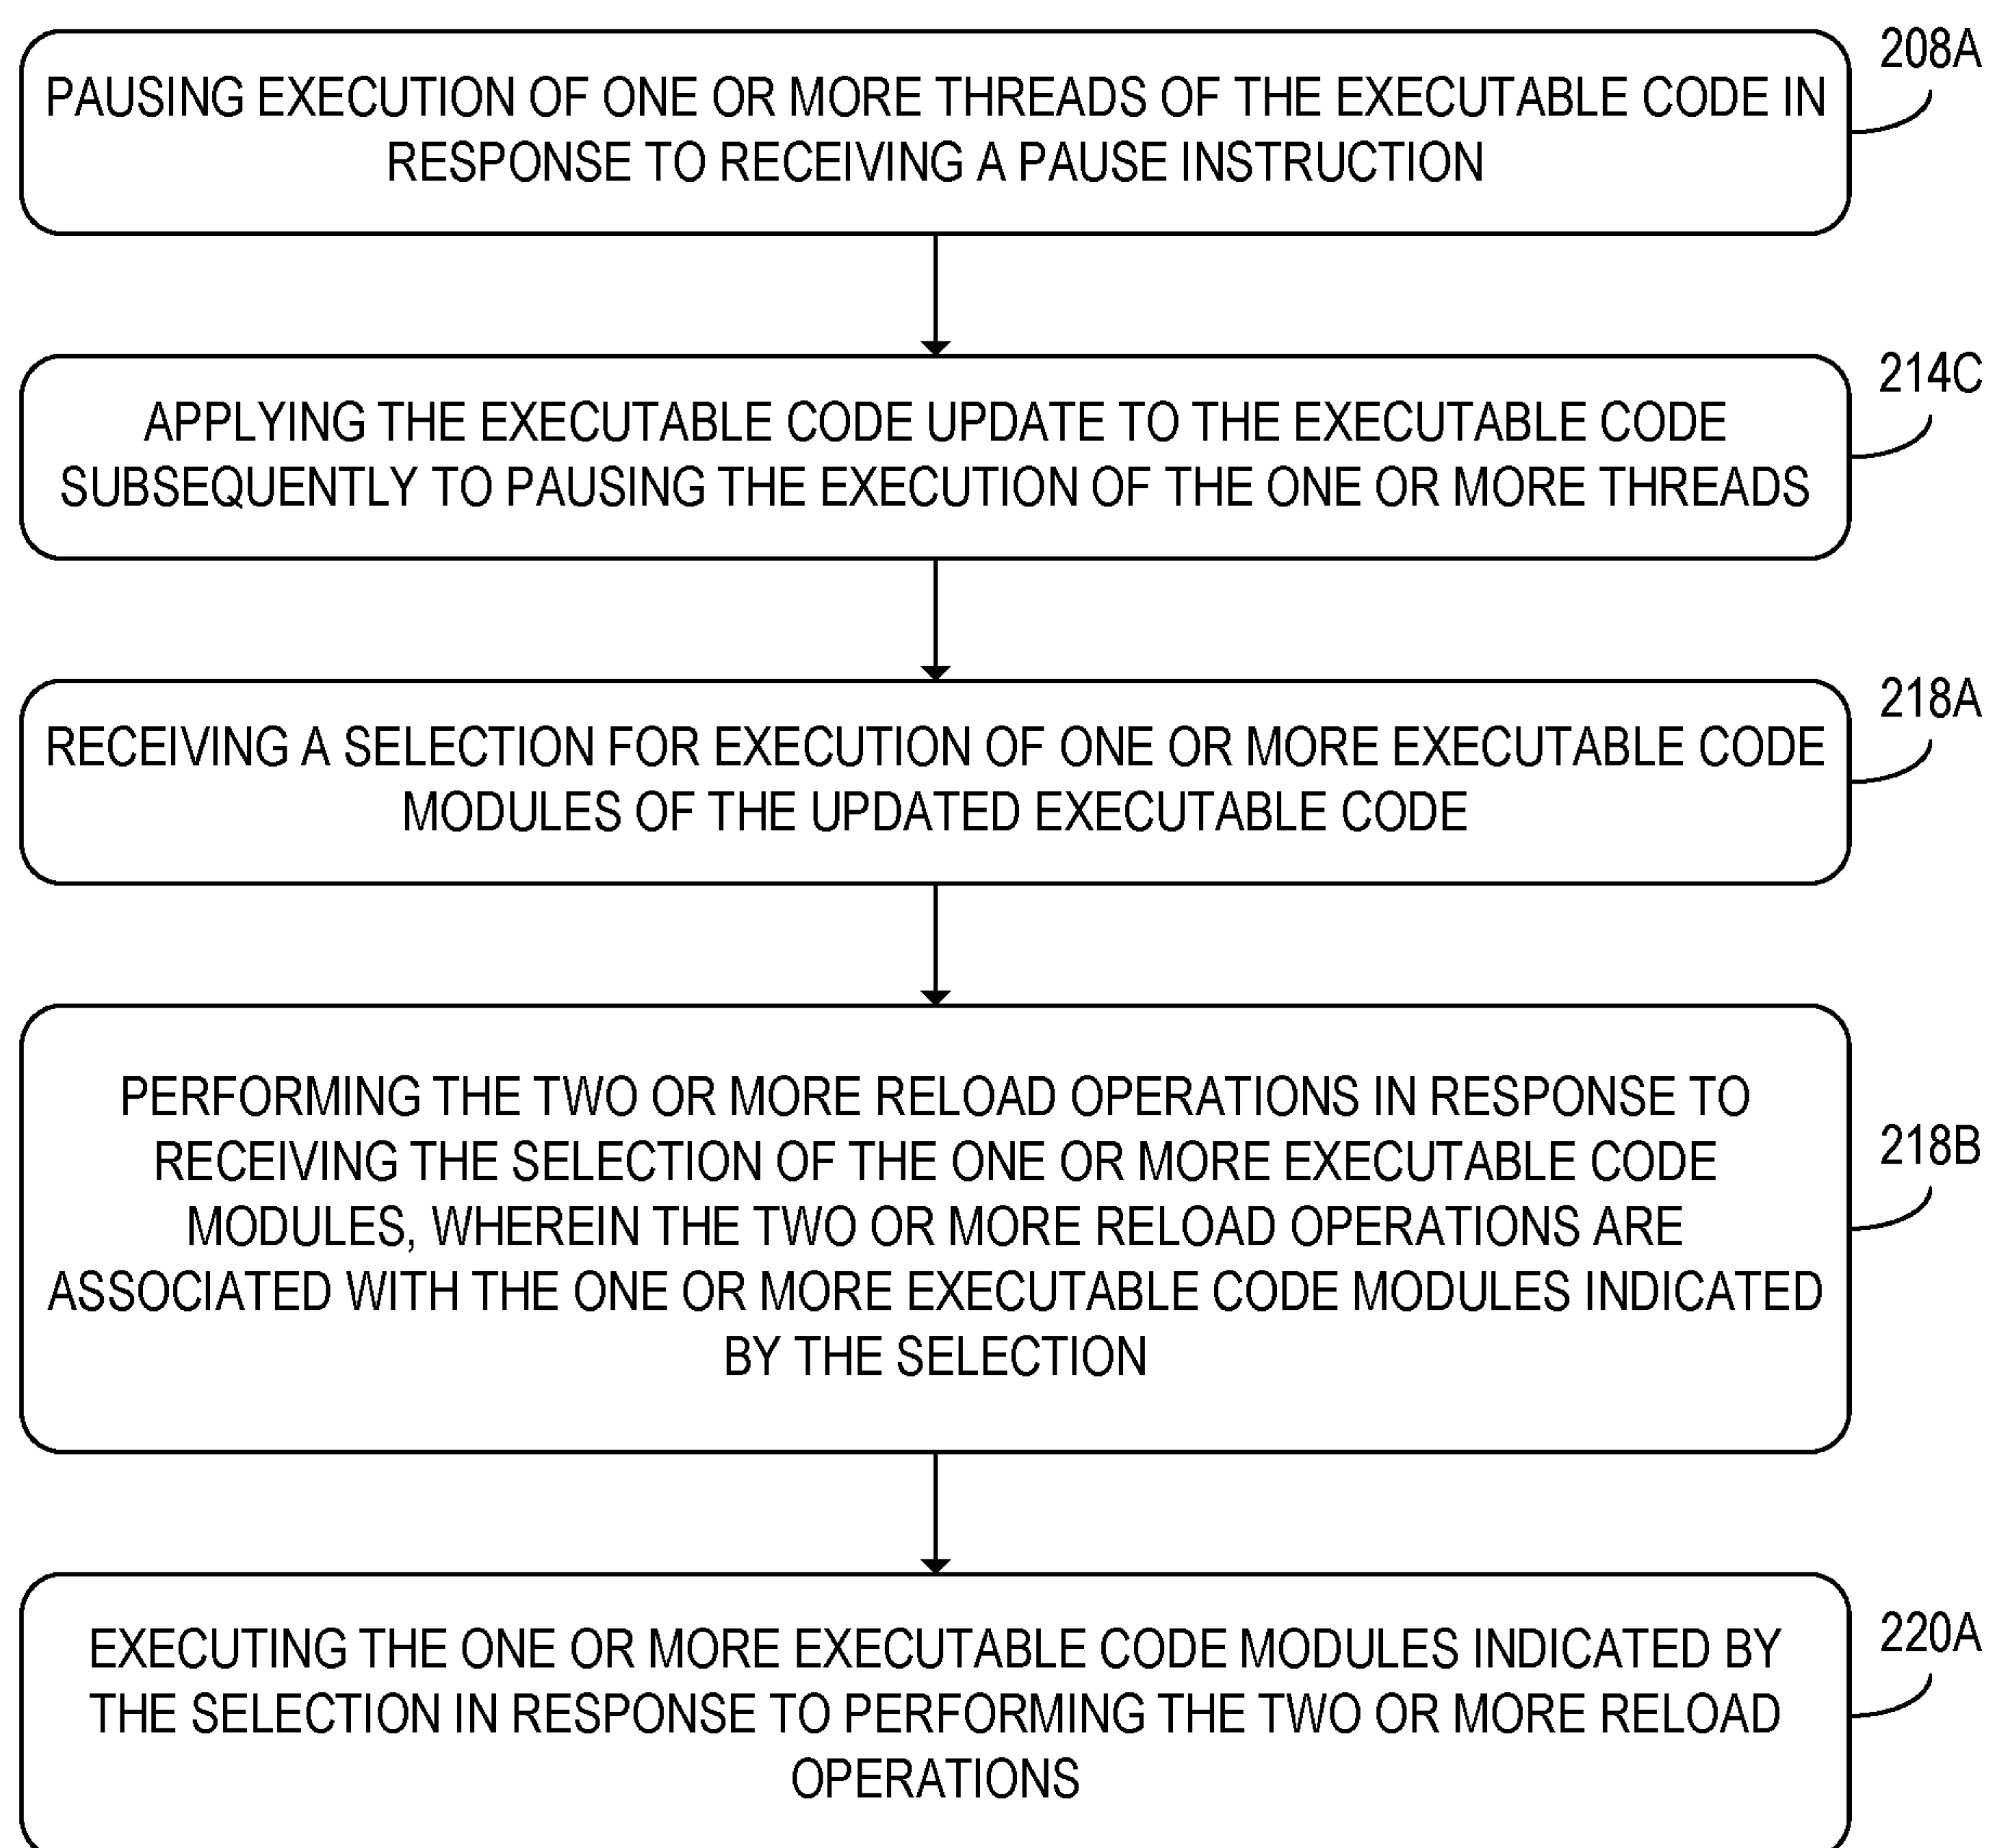 208A
PAUSING EXECUTION OF ONE OR MORE THREADS OF THE EXECUTABLE CODE IN
RESPONSE TO RECEIVING A PAUSE INSTRUCTION
214C
APPLYING THE EXECUTABLE CODE UPDATE TO THE EXECUTABLE CODE
SUBSEQUENTLY TO PAUSING THE EXECUTION OF THE ONE OR MORE THREADS
218A
RECEIVING A SELECTION FOR EXECUTION OF ONE OR MORE EXECUTABLE CODE
MODULES OF THE UPDATED EXECUTABLE CODE
PERFORMING THE TWO OR MORE RELOAD OPERATIONS IN RESPONSE TO
218B
RECEIVING THE SELECTION OF THE ONE OR MORE EXECUTABLE CODE
MODULES, WHEREIN THE TWO OR MORE RELOAD OPERATIONS ARE
ASSOCIATED WITH THE ONE OR MORE EXECUTABLE CODE MODULES INDICATED
BY THE SELECTION
220A
EXECUTING THE ONE OR MORE EXECUTABLE CODE MODULES INDICATED BY
THE SELECTION IN RESPONSE TO PERFORMING THE TWO OR MORE RELOAD
OPERATIONS